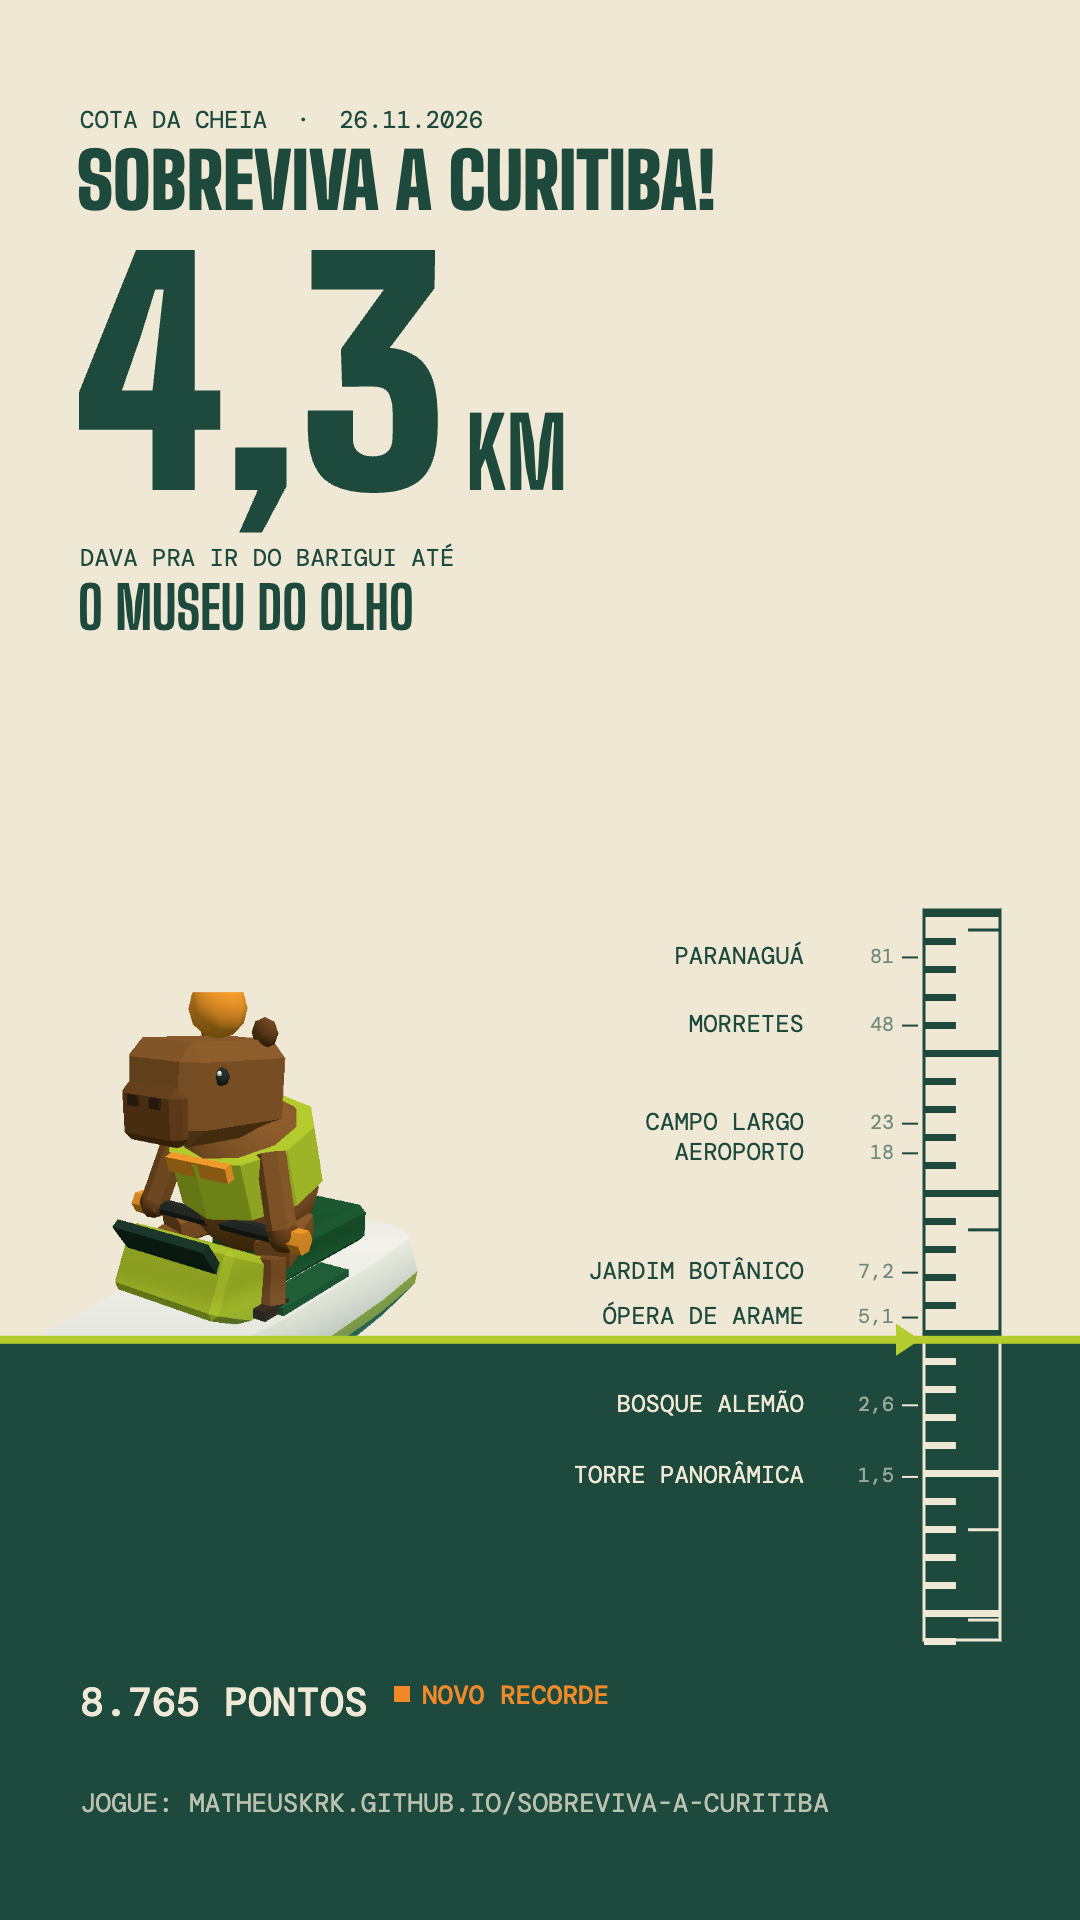 COTA DA CHEIA · 26.11.2026
SOBREVIVA A CURITIBA!
4,3 KM
DAVA PRA IR DO BARIGUI ATÉ
O MUSEU DO OLHO
PARANAGUÁ 81
MORRETES 48
CAMPO LARGO 23
AEROPORTO 18
JARDIM BOTÂNICO 7,2
ÓPERA DE ARAME 5,1
BOSQUE ALEMÃO 2,6
TORRE PANORÂMICA 1,5
8.765 PONTOS NOVO RECORDE
JOGUE: MATHEUSKRK.GITHUB.IO/SOBREVIVA-A-CURITIBA